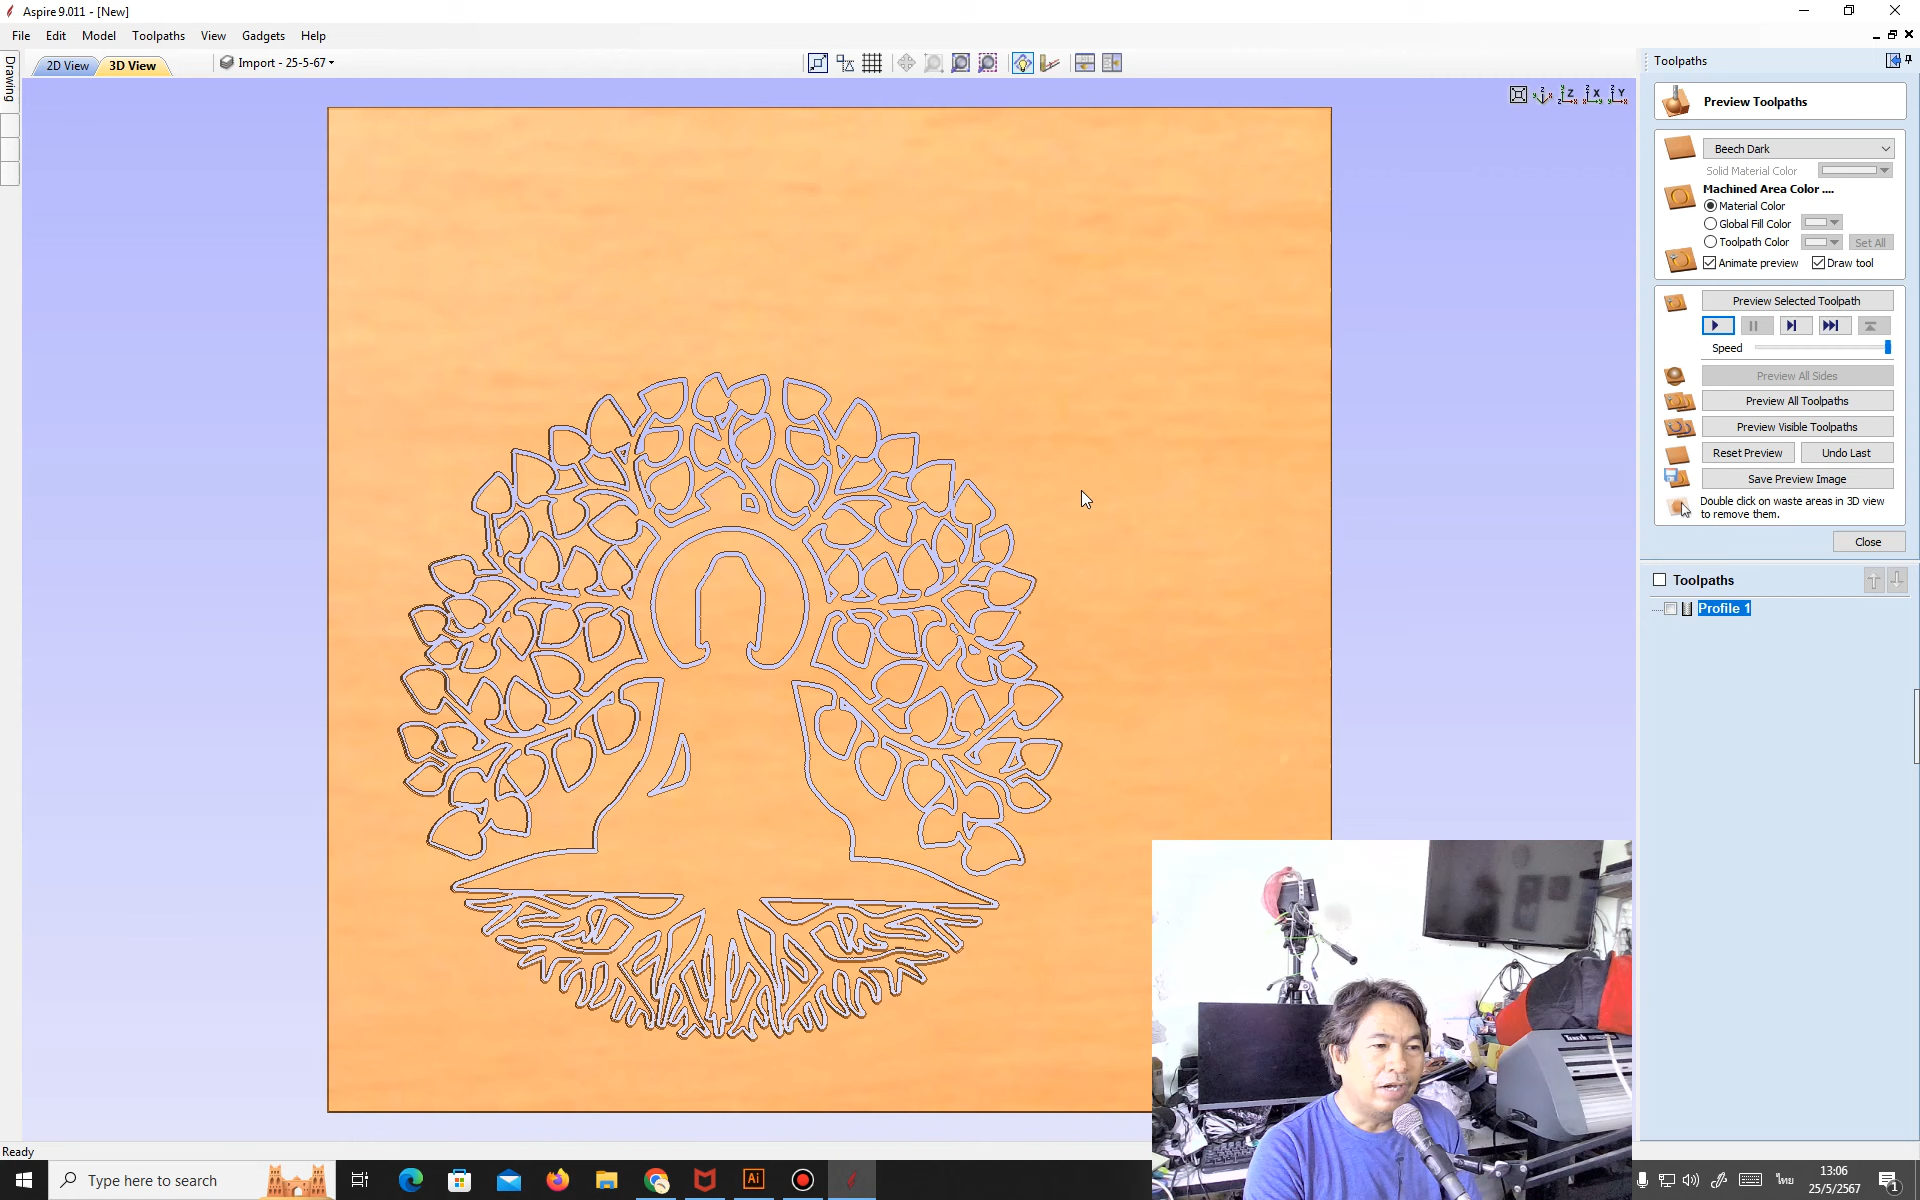 Aspire 9.011 - [New]
File Edit Model Toolpaths View Gadgets Help
Drawing
2D View 3D View Import - 25-5-67
Toolpaths
Preview Toolpaths
Beech Dark
Solid Material Color
Machined Area Color ....
Material Color
Global Fill Color
Toolpath Color Set All
Animate preview Draw tool
Preview Selected Toolpath
Speed
Preview All Sides
Preview All Toolpaths
Preview Visible Toolpaths
Reset Preview Undo Last
Save Preview Image
Double click on waste areas in 3D view
to remove them.
Close
Toolpaths
Profile 1
Ready
Type here to search
Ai
ไทย
13:06
25/5/2567
1